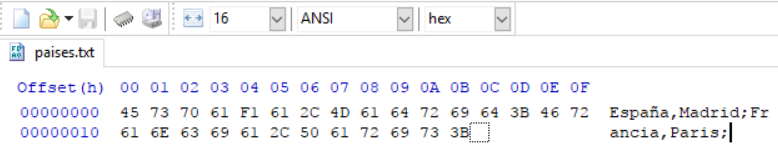 16 ANSI hex
paises.txt
Offset(h) 00 01 02 03 04 05 06 07 08 09 0A 0B 0C 0D 0E 0F
00000000 45 73 70 61 F1 61 2C 4D 61 64 72 69 64 3B 46 72 España,Madrid;Fr
00000010 61 6E 63 69 61 2C 50 61 72 69 73 3B ancia,Paris;